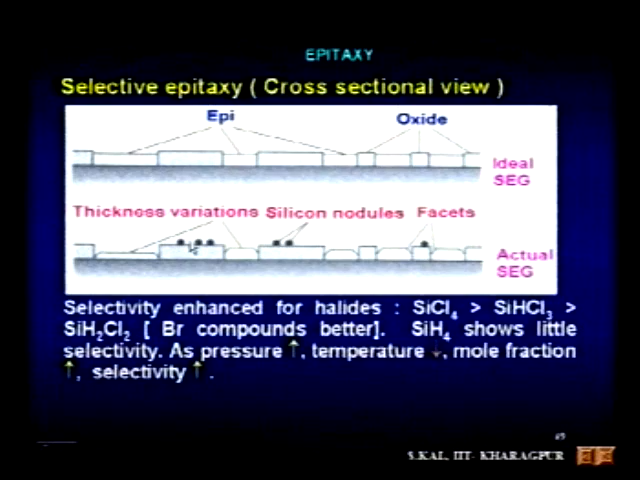 EPITAXY
Selective epitaxy ( Cross sectional view )
Epi Oxide
Ideal
SEG
Thickness variations Silicon nodules Facets
Actual
SEG
Selectivity enhanced for halides : SiCl4 > SiHCl3 >
SiH2Cl2 [ Br compounds better]. SiH4 shows little
selectivity. As pressure ↑, temperature ↓, mole fraction
↑, selectivity ↑ .
S.KAL, IIT- KHARAGPUR